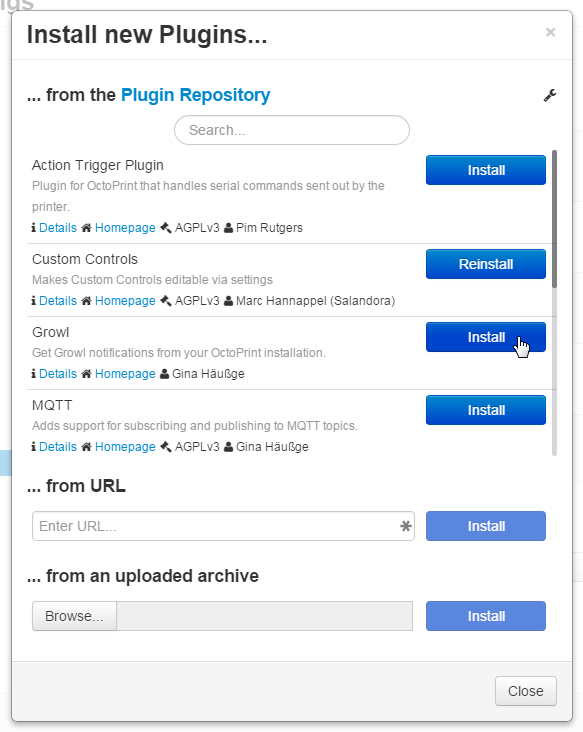 ngs
Install new Plugins...
×
... from the Plugin Repository
Search...
Action Trigger Plugin
Install
Plugin for OctoPrint that handles serial commands sent out by the
printer.
Details Homepage AGPLv3 Pim Rutgers
Custom Controls
Reinstall
Makes Custom Controls editable via settings
Details Homepage AGPLv3 Marc Hannappel (Salandora)
Growl
Install
Get Growl notifications from your OctoPrint installation.
Details Homepage Gina Häußge
MQTT
Install
Adds support for subscribing and publishing to MQTT topics.
Details Homepage AGPLv3 Gina Häußge
... from URL
Enter URL...
Install
... from an uploaded archive
Browse...
Install
Close